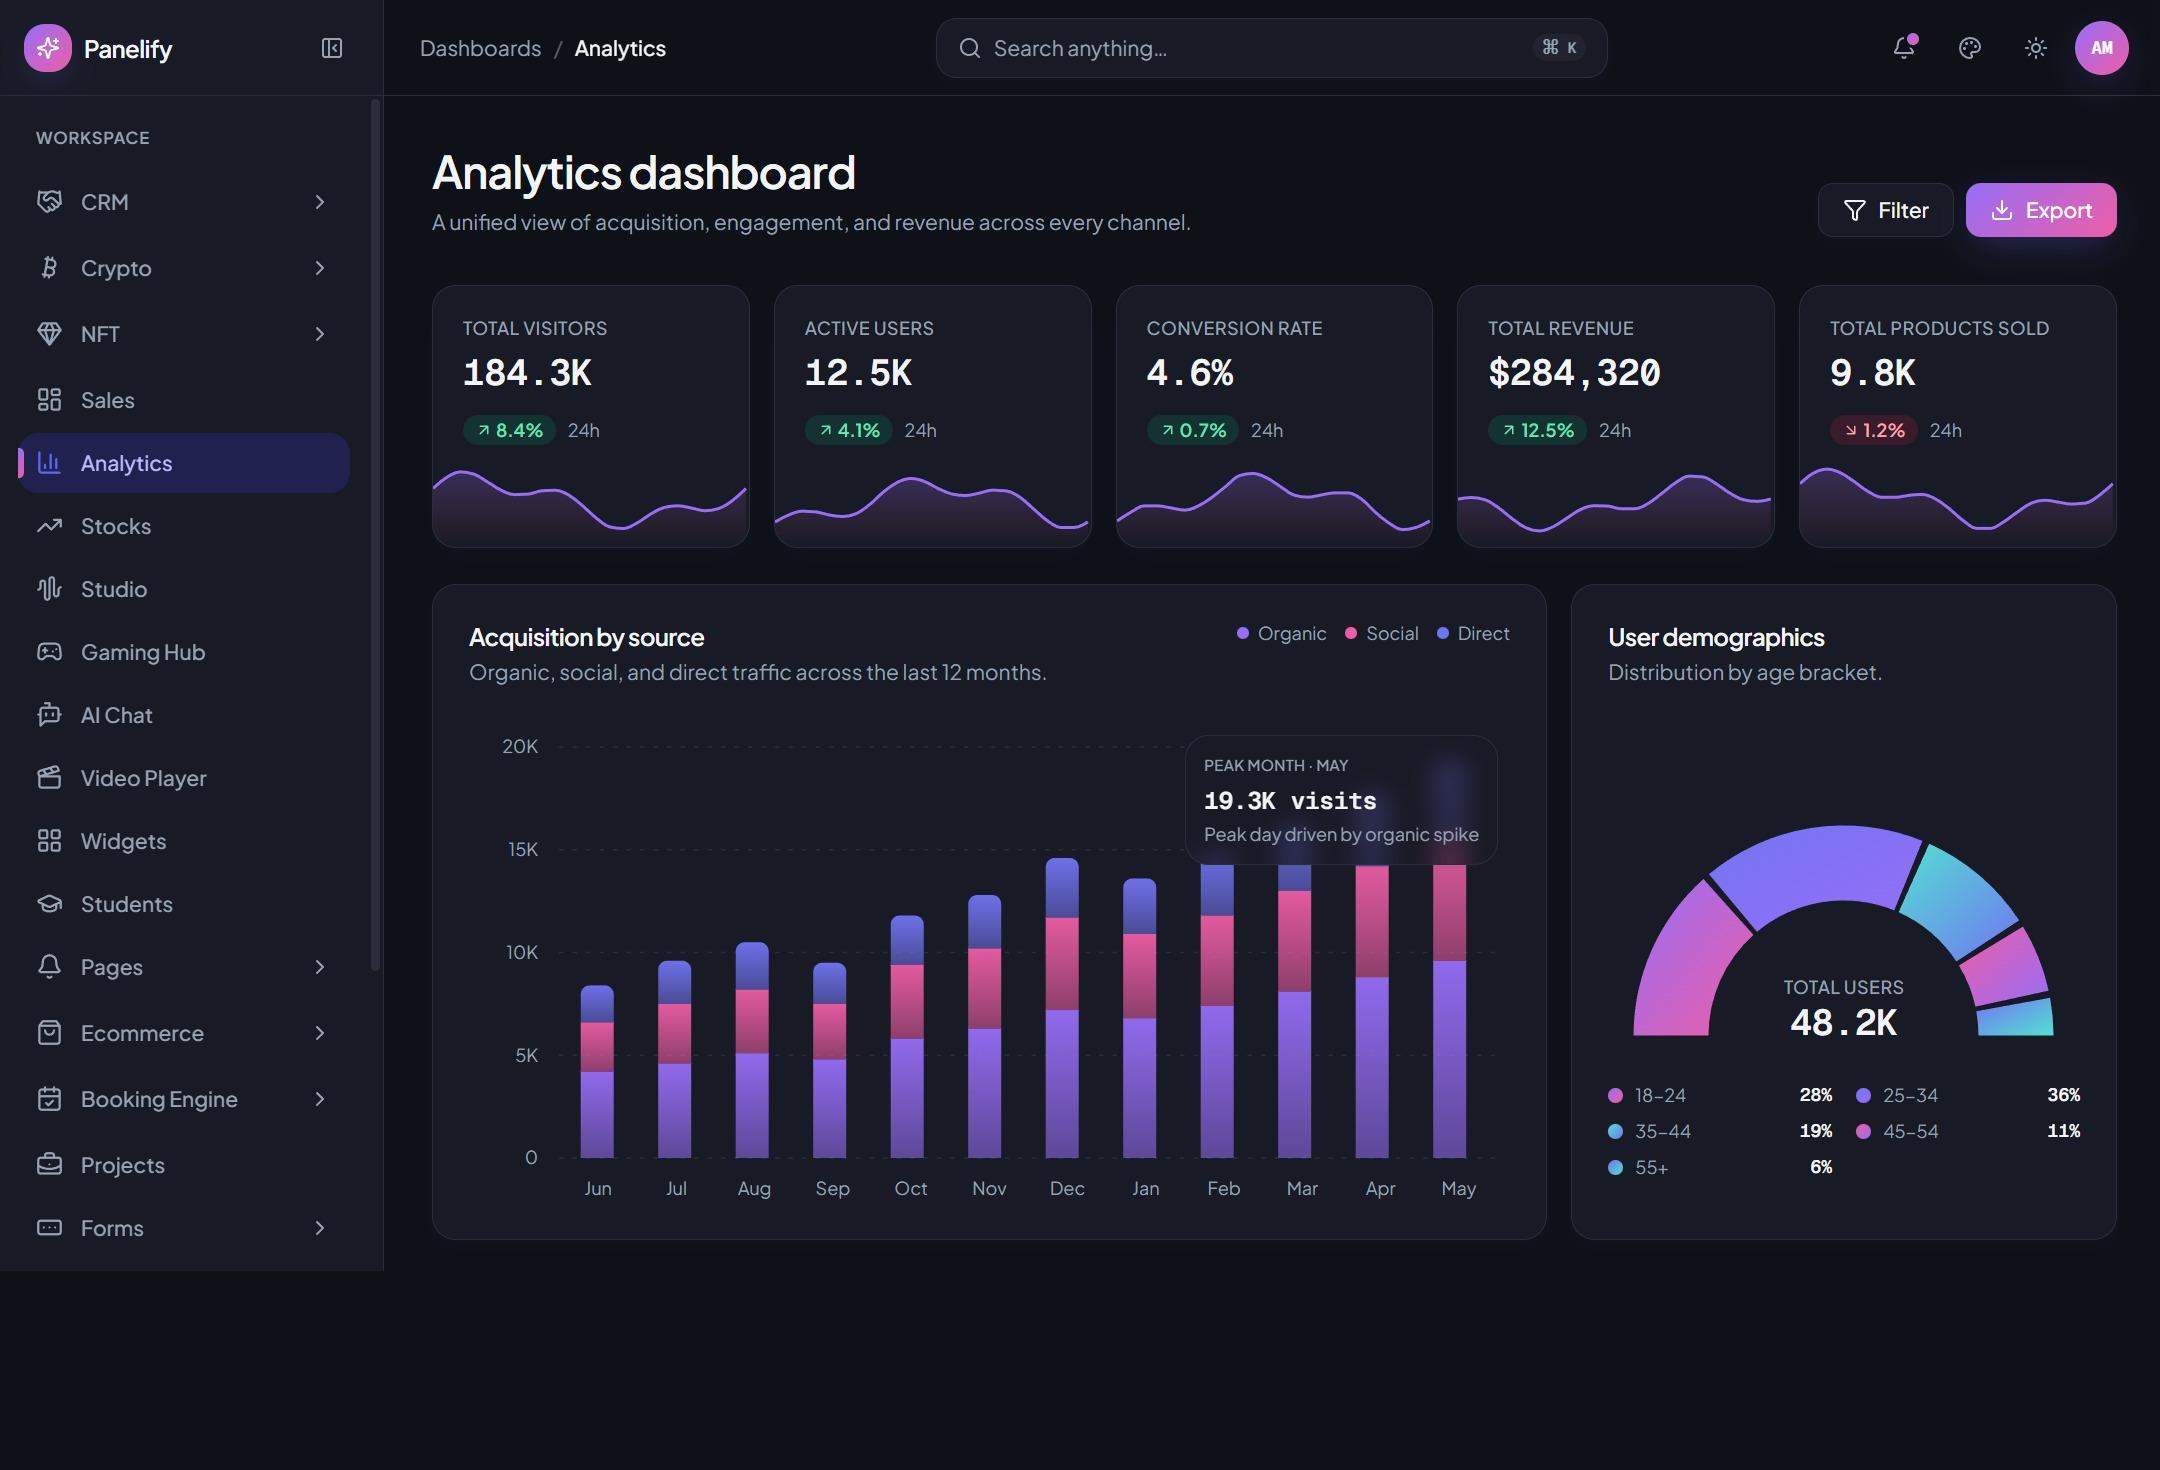 Panelify
Dashboards / Analytics
Search anything...
⌘ K
AM
WORKSPACE
CRM
Crypto
NFT
Sales
Analytics
Stocks
Studio
Gaming Hub
AI Chat
Video Player
Widgets
Students
Pages
Ecommerce
Booking Engine
Projects
Forms
Analytics dashboard
A unified view of acquisition, engagement, and revenue across every channel.
Filter
Export
TOTAL VISITORS
184.3K
8.4% 24h
ACTIVE USERS
12.5K
4.1% 24h
CONVERSION RATE
4.6%
0.7% 24h
TOTAL REVENUE
$284,320
12.5% 24h
TOTAL PRODUCTS SOLD
9.8K
1.2% 24h
Acquisition by source
Organic, social, and direct traffic across the last 12 months.
Organic Social Direct
20K
15K
10K
5K
0
PEAK MONTH · MAY
19.3K visits
Peak day driven by organic spike
Jun Jul Aug Sep Oct Nov Dec Jan Feb Mar Apr May
User demographics
Distribution by age bracket.
TOTAL USERS
48.2K
18–24 28% 25–34 36%
35–44 19% 45–54 11%
55+ 6%